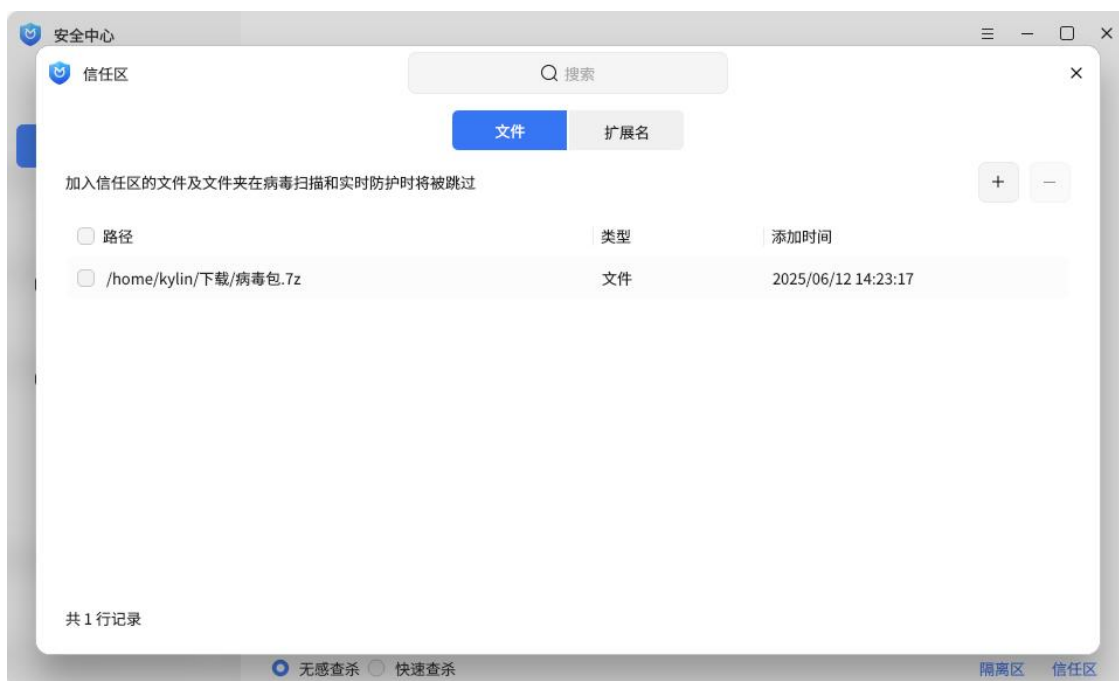 安全中心
信任区
搜索
文件 扩展名
加入信任区的文件及文件夹在病毒扫描和实时防护时将被跳过
路径 类型 添加时间
/home/kylin/下载/病毒包.7z 文件 2025/06/12 14:23:17
共 1 行记录
无感查杀 快速查杀 隔离区 信任区